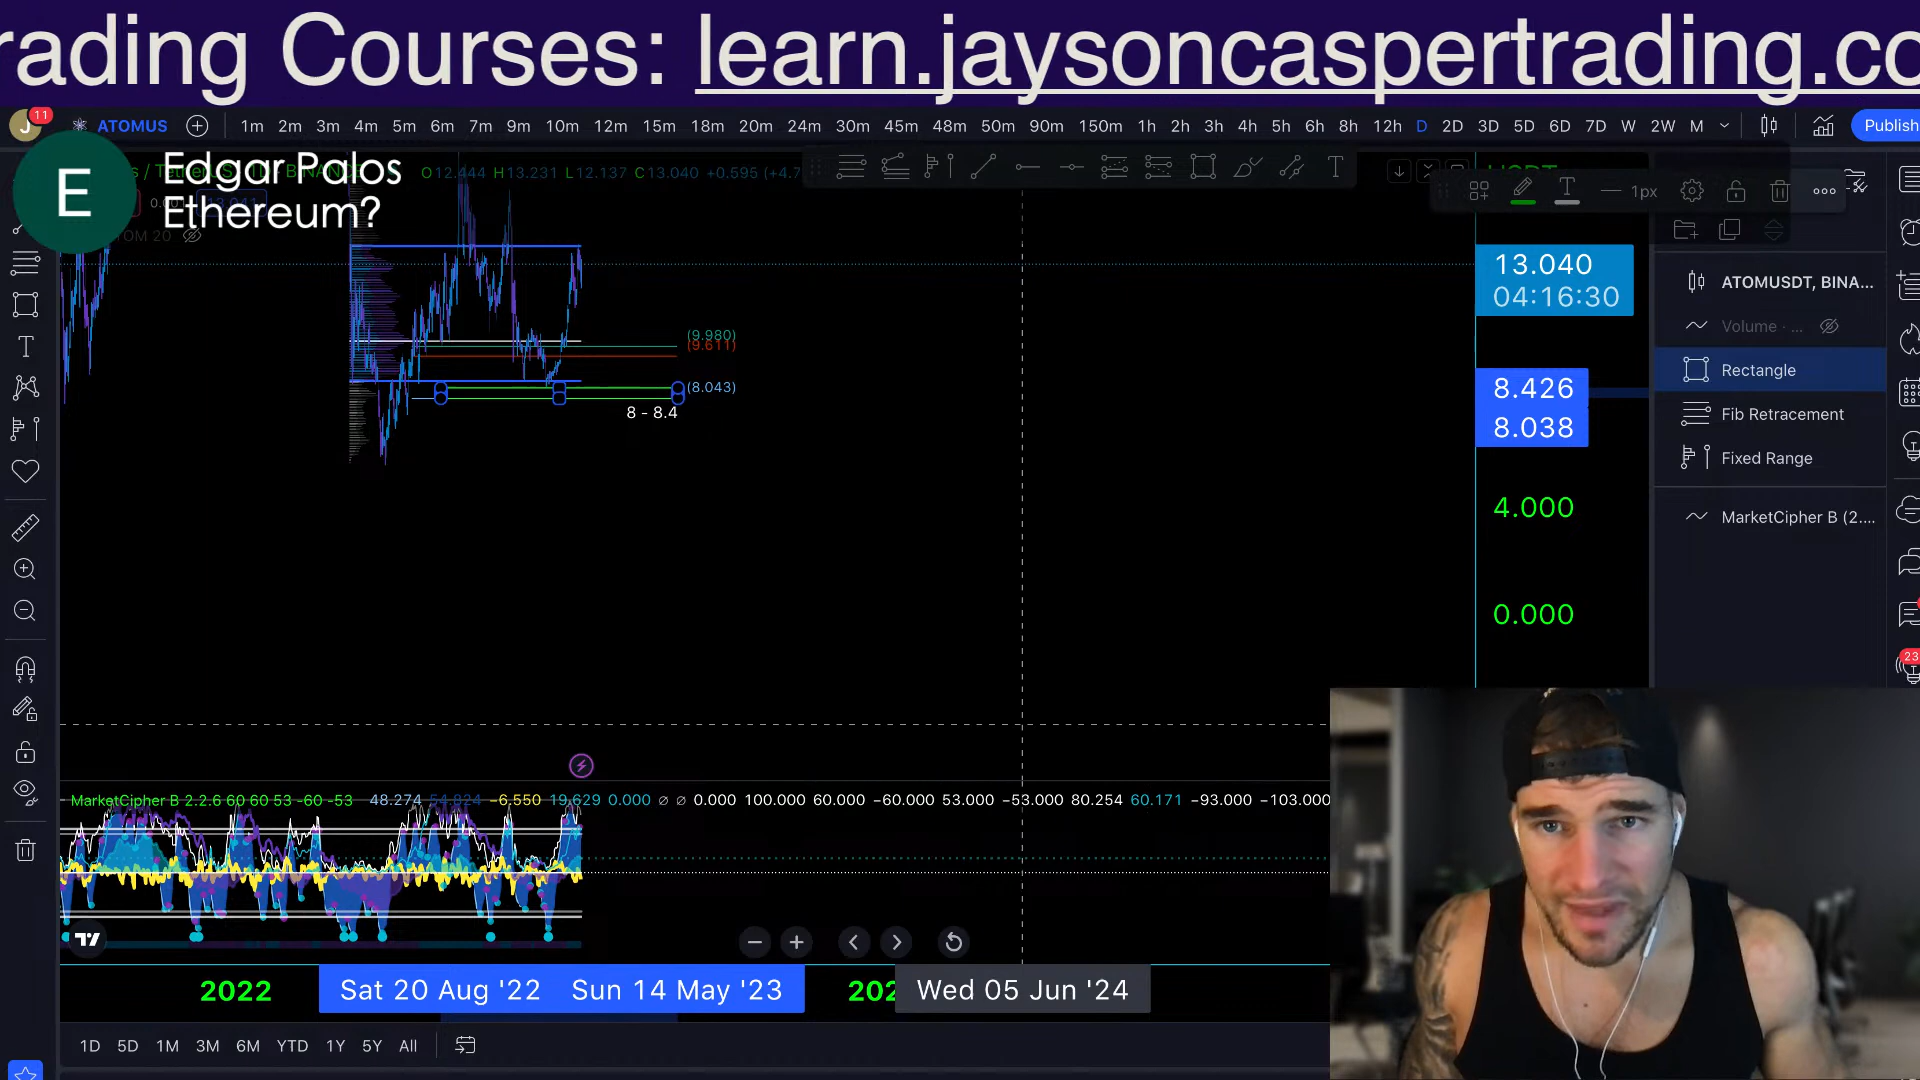 rading Courses: learn.jaysoncaspertrading.co
J 11 ATOMUS 1m 2m 3m 4m 5m 6m 7m 9m 10m 12m 15m 18m 20m 24m 30m 45m 48m 50m 90m 150m 1h 2h 3h 4h 5h 6h 8h 12h D 2D 3D 5D 6D 7D W 2W M Publish
E Edgar Palos
Ethereum?
O12.444 H13.231 L12.137 C13.040 +0.595 (+4.7
1px
13.040
04:16:30
ATOMUSDT, BINA...
Volume · ...
(9.980)
(9.611)
Rectangle
(8.043)
8 - 8.4
8.426
8.038
Fib Retracement
Fixed Range
4.000
MarketCipher B (2....
0.000
23
MarketCipher B 2.2.6 60 60 53 -60 -53 48.274 54.824 −6.550 19.629 0.000 ∅ ∅ 0.000 100.000 60.000 −60.000 53.000 −53.000 80.254 60.171 −93.000 −103.000
2022 Sat 20 Aug '22 Sun 14 May '23 202 Wed 05 Jun '24
1D 5D 1M 3M 6M YTD 1Y 5Y All